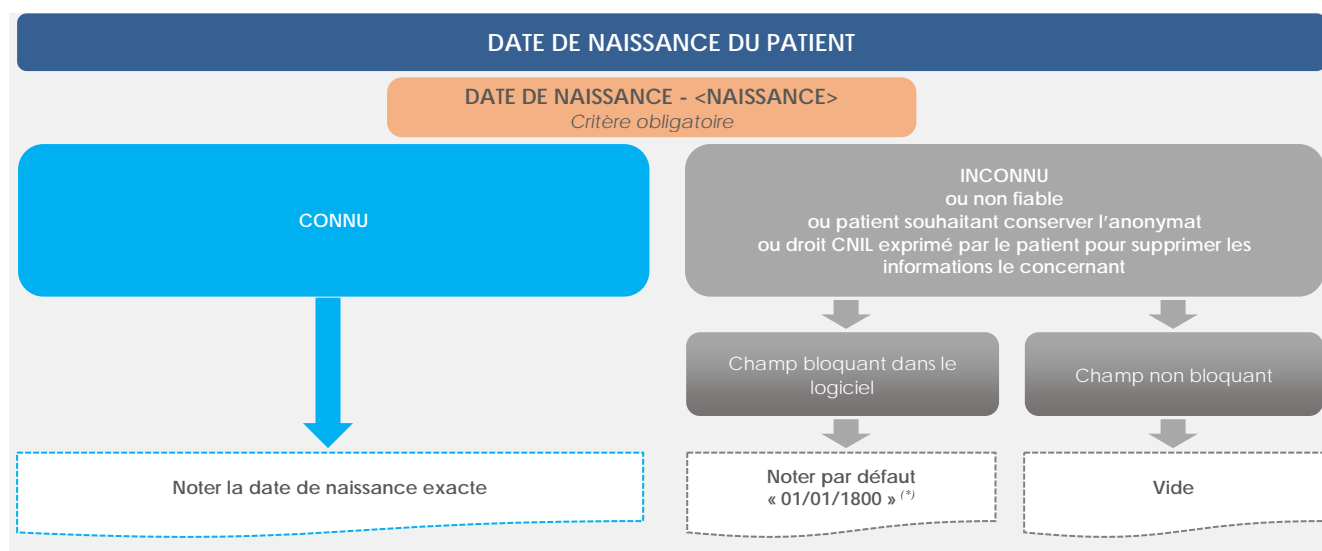 DATE DE NAISSANCE DU PATIENT
DATE DE NAISSANCE - <NAISSANCE>
Critère obligatoire
CONNU
INCONNU
ou non fiable
ou patient souhaitant conserver l'anonymat
ou droit CNIL exprimé par le patient pour supprimer les
informations le concernant
Champ bloquant dans le
logiciel
Champ non bloquant
Noter la date de naissance exacte
Noter par défaut
« 01/01/1800 » (*)
Vide